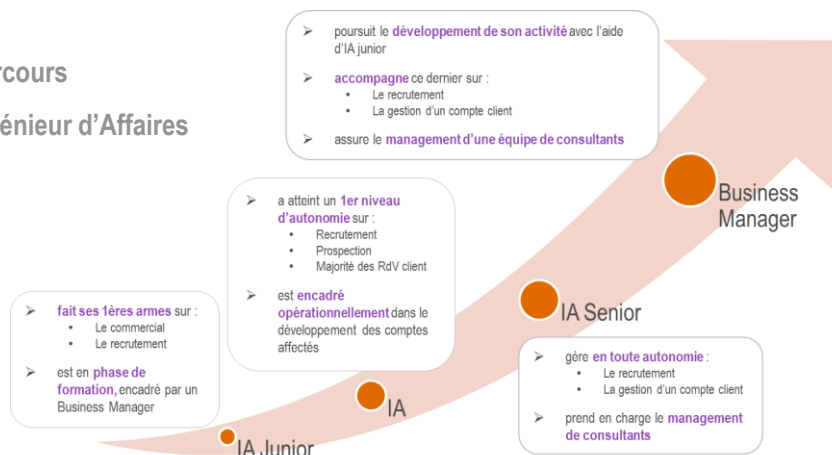 rcours
énieur d'Affaires
➢ poursuit le développement de son activité avec l'aide
d'IA junior
➢ accompagne ce dernier sur :
• Le recrutement
• La gestion d'un compte client
➢ assure le management d'une équipe de consultants
Business
Manager
➢ a atteint un 1er niveau
d'autonomie sur :
• Recrutement
• Prospection
• Majorité des RdV client
➢ est encadré
opérationnellement dans le
développement des comptes
affectés
IA Senior
➢ fait ses 1ères armes sur :
• Le commercial
• Le recrutement
➢ est en phase de
formation, encadré par un
Business Manager
➢ gère en toute autonomie :
• Le recrutement
• La gestion d'un compte client
➢ prend en charge le management
de consultants
IA
IA Junior